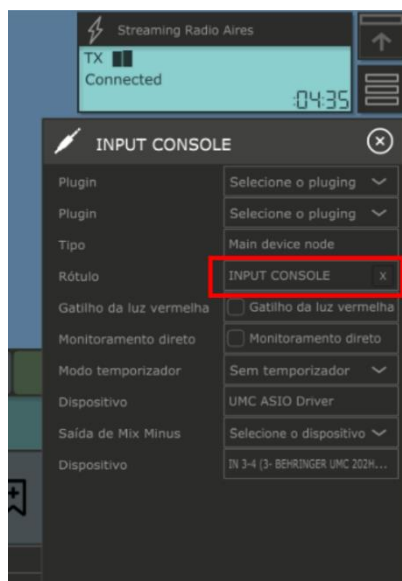 Streaming Radio Aires
TX
Connected
:04:35
INPUT CONSOLE
Plugin Selecione o pluging
Plugin Selecione o pluging
Tipo Main device node
Rótulo INPUT CONSOLE x
Gatilho da luz vermelha Gatilho da luz vermelha
Monitoramento direto Monitoramento direto
Modo temporizador Sem temporizador
Dispositivo UMC ASIO Driver
Saída de Mix Minus Selecione o dispositivo
Dispositivo IN 3-4 (3- BEHRINGER UMC 202H...